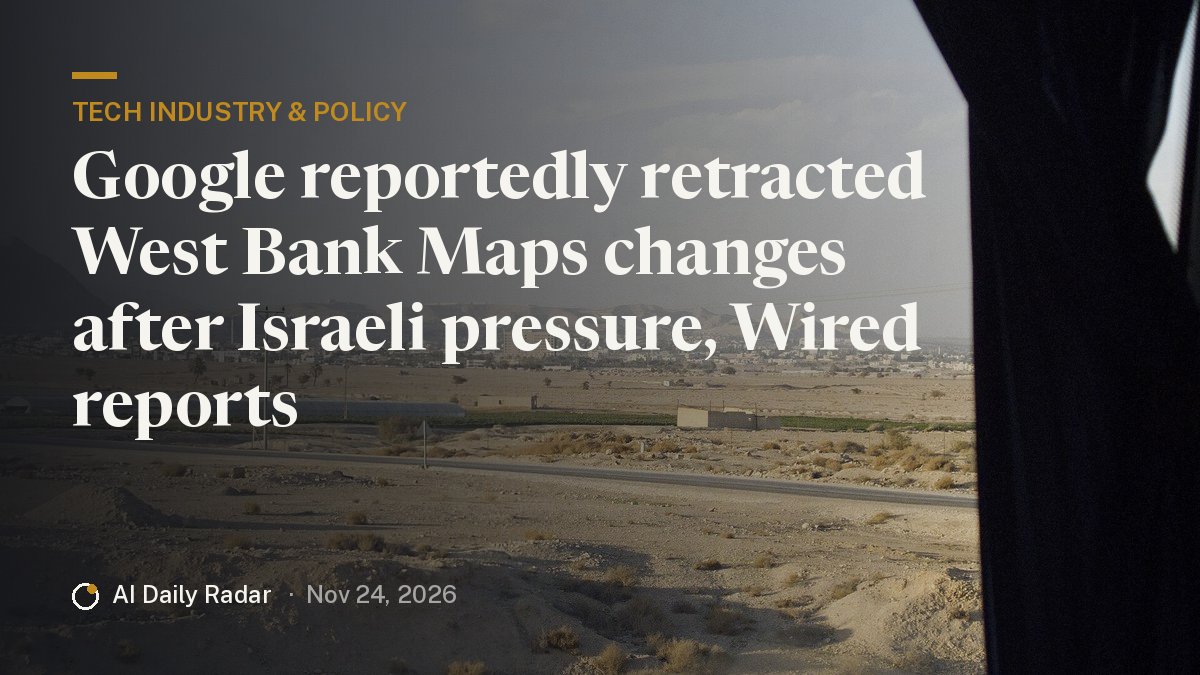 TECH INDUSTRY & POLICY
Google reportedly retracted
West Bank Maps changes
after Israeli pressure, Wired
reports
AI Daily Radar · Nov 24, 2026